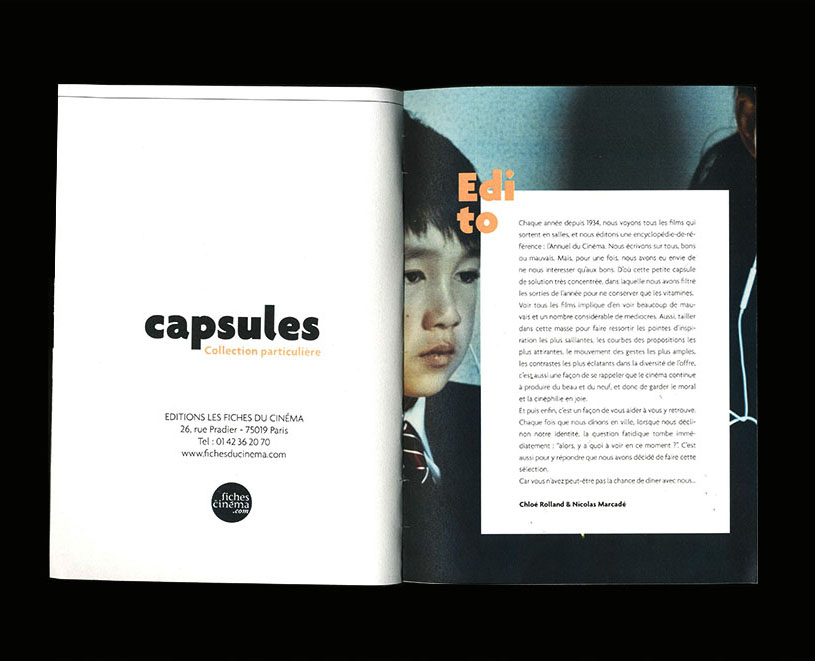 capsules
Collection particulière
EDITIONS LES FICHES DU CINÉMA
26, rue Pradier - 75019 Paris
Tel : 01 42 36 20 70
www.fichesducinema.com
fiches
du
cinéma
.com
Edi
to
Chaque année depuis 1934, nous voyons tous les films qui
sortent en salles, et nous éditons une encyclopédie-de-ré-
férence : l'Annuel du Cinéma. Nous écrivons sur tous, bons
ou mauvais. Mais, pour une fois, nous avons eu envie de
ne nous intéresser qu'aux bons. D'où cette petite capsule
de solution très concentrée, dans laquelle nous avons filtré
les sorties de l'année pour ne conserver que les vitamines.
Voir tous les films implique d'en voir beaucoup de mau-
vais et un nombre considérable de médiocres. Aussi, tailler
dans cette masse pour faire ressortir les pointes d'inspi-
ration les plus saillantes, les courbes des propositions les
plus attirantes, le mouvement des gestes les plus amples,
les contrastes les plus éclatants dans la diversité de l'offre,
c'est aussi une façon de se rappeler que le cinéma continue
à produire du beau et du neuf, et donc de garder le moral
et la cinéphilie en joie.
Et puis enfin, c'est un façon de vous aider à vous y retrouver.
Chaque fois que nous dînons en ville, lorsque nous décli-
non notre identité, la question fatidique tombe immé-
diatement : "alors, y a quoi à voir en ce moment ?". C'est
aussi pour y répondre que nous avons décidé de faire cette
sélection.
Car vous n'avez peut-être pas la chance de dîner avec nous...
Chloé Rolland & Nicolas Marcadé